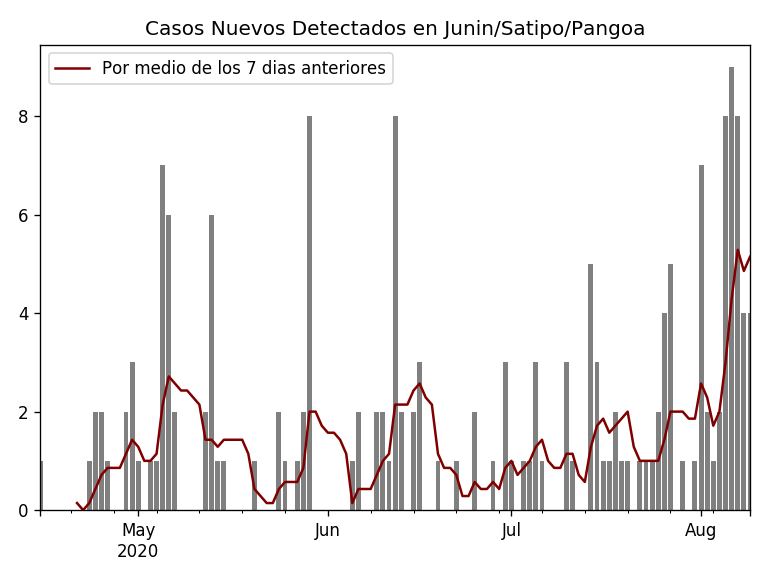 Casos Nuevos Detectados en Junin/Satipo/Pangoa
Por medio de los 7 dias anteriores
8
6
4
2
0
May Jun Jul Aug
2020